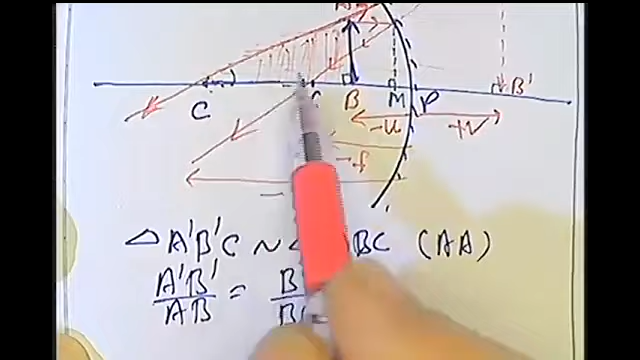 C B M P B'
-u +v
-f
△ A'B'C ~ BC (AA)
A'B'/AB = B